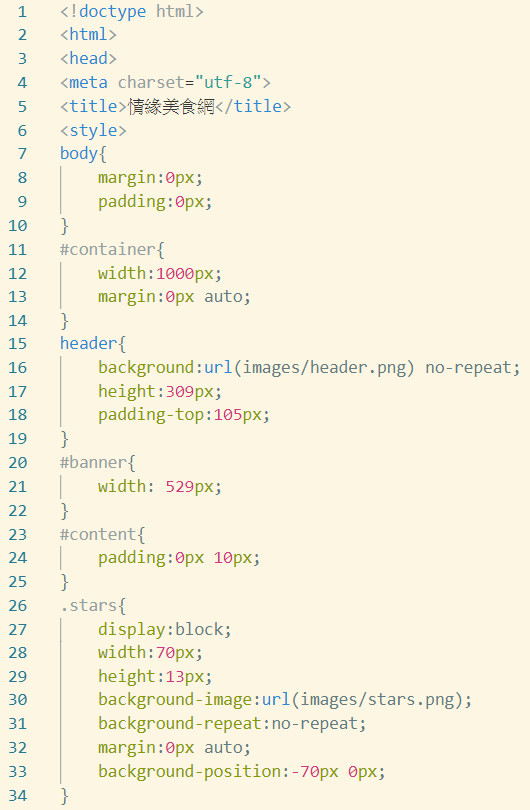 1 <!doctype html>
2 <html>
3 <head>
4 <meta charset="utf-8">
5 <title>情緣美食網</title>
6 <style>
7 body{
8 margin:0px;
9 padding:0px;
10 }
11 #container{
12 width:1000px;
13 margin:0px auto;
14 }
15 header{
16 background:url(images/header.png) no-repeat;
17 height:309px;
18 padding-top:105px;
19 }
20 #banner{
21 width: 529px;
22 }
23 #content{
24 padding:0px 10px;
25 }
26 .stars{
27 display:block;
28 width:70px;
29 height:13px;
30 background-image:url(images/stars.png);
31 background-repeat:no-repeat;
32 margin:0px auto;
33 background-position:-70px 0px;
34 }